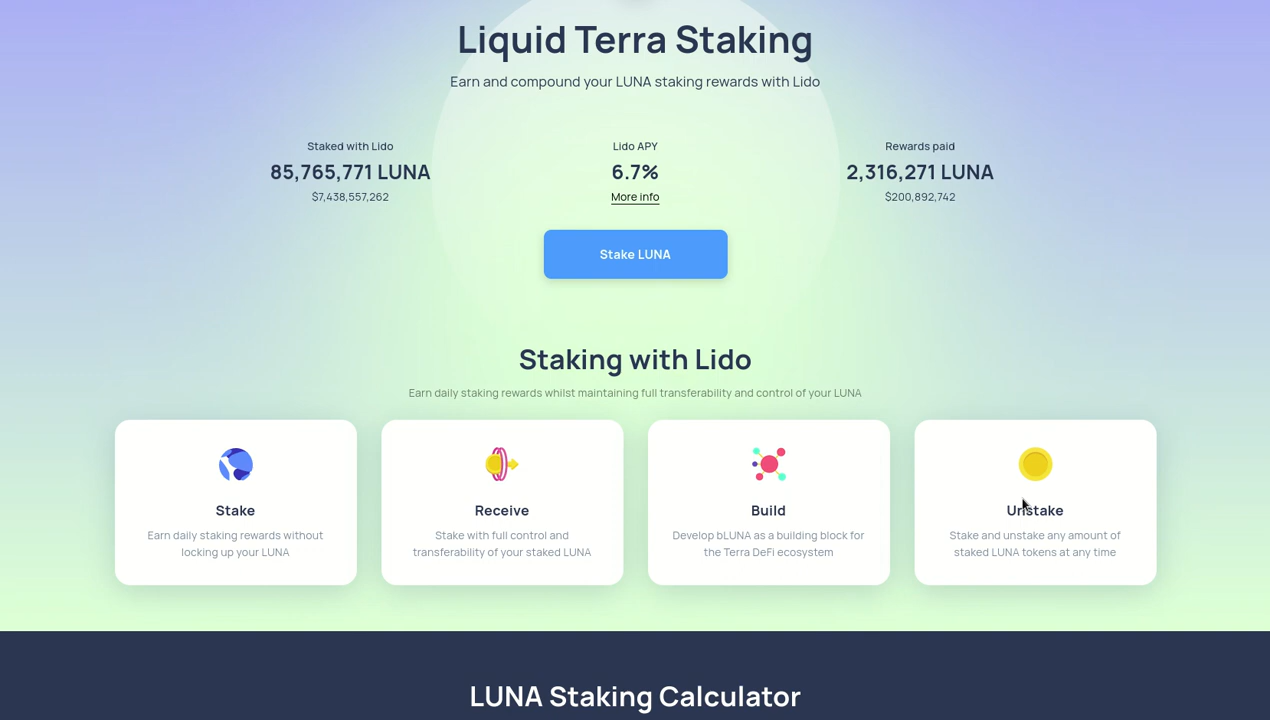 Liquid Terra Staking
Earn and compound your LUNA staking rewards with Lido
Staked with Lido
85,765,771 LUNA
$7,438,557,262
Lido APY
6.7%
More info
Rewards paid
2,316,271 LUNA
$200,892,742
Stake LUNA
Staking with Lido
Earn daily staking rewards whilst maintaining full transferability and control of your LUNA
Stake
Earn daily staking rewards without
locking up your LUNA
Receive
Stake with full control and
transferability of your staked LUNA
Build
Develop bLUNA as a building block for
the Terra DeFi ecosystem
Unstake
Stake and unstake any amount of
staked LUNA tokens at any time
LUNA Staking Calculator